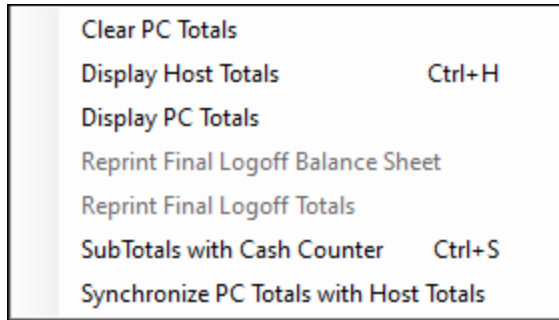 Clear PC Totals
Display Host Totals Ctrl+H
Display PC Totals
Reprint Final Logoff Balance Sheet
Reprint Final Logoff Totals
SubTotals with Cash Counter Ctrl+S
Synchronize PC Totals with Host Totals